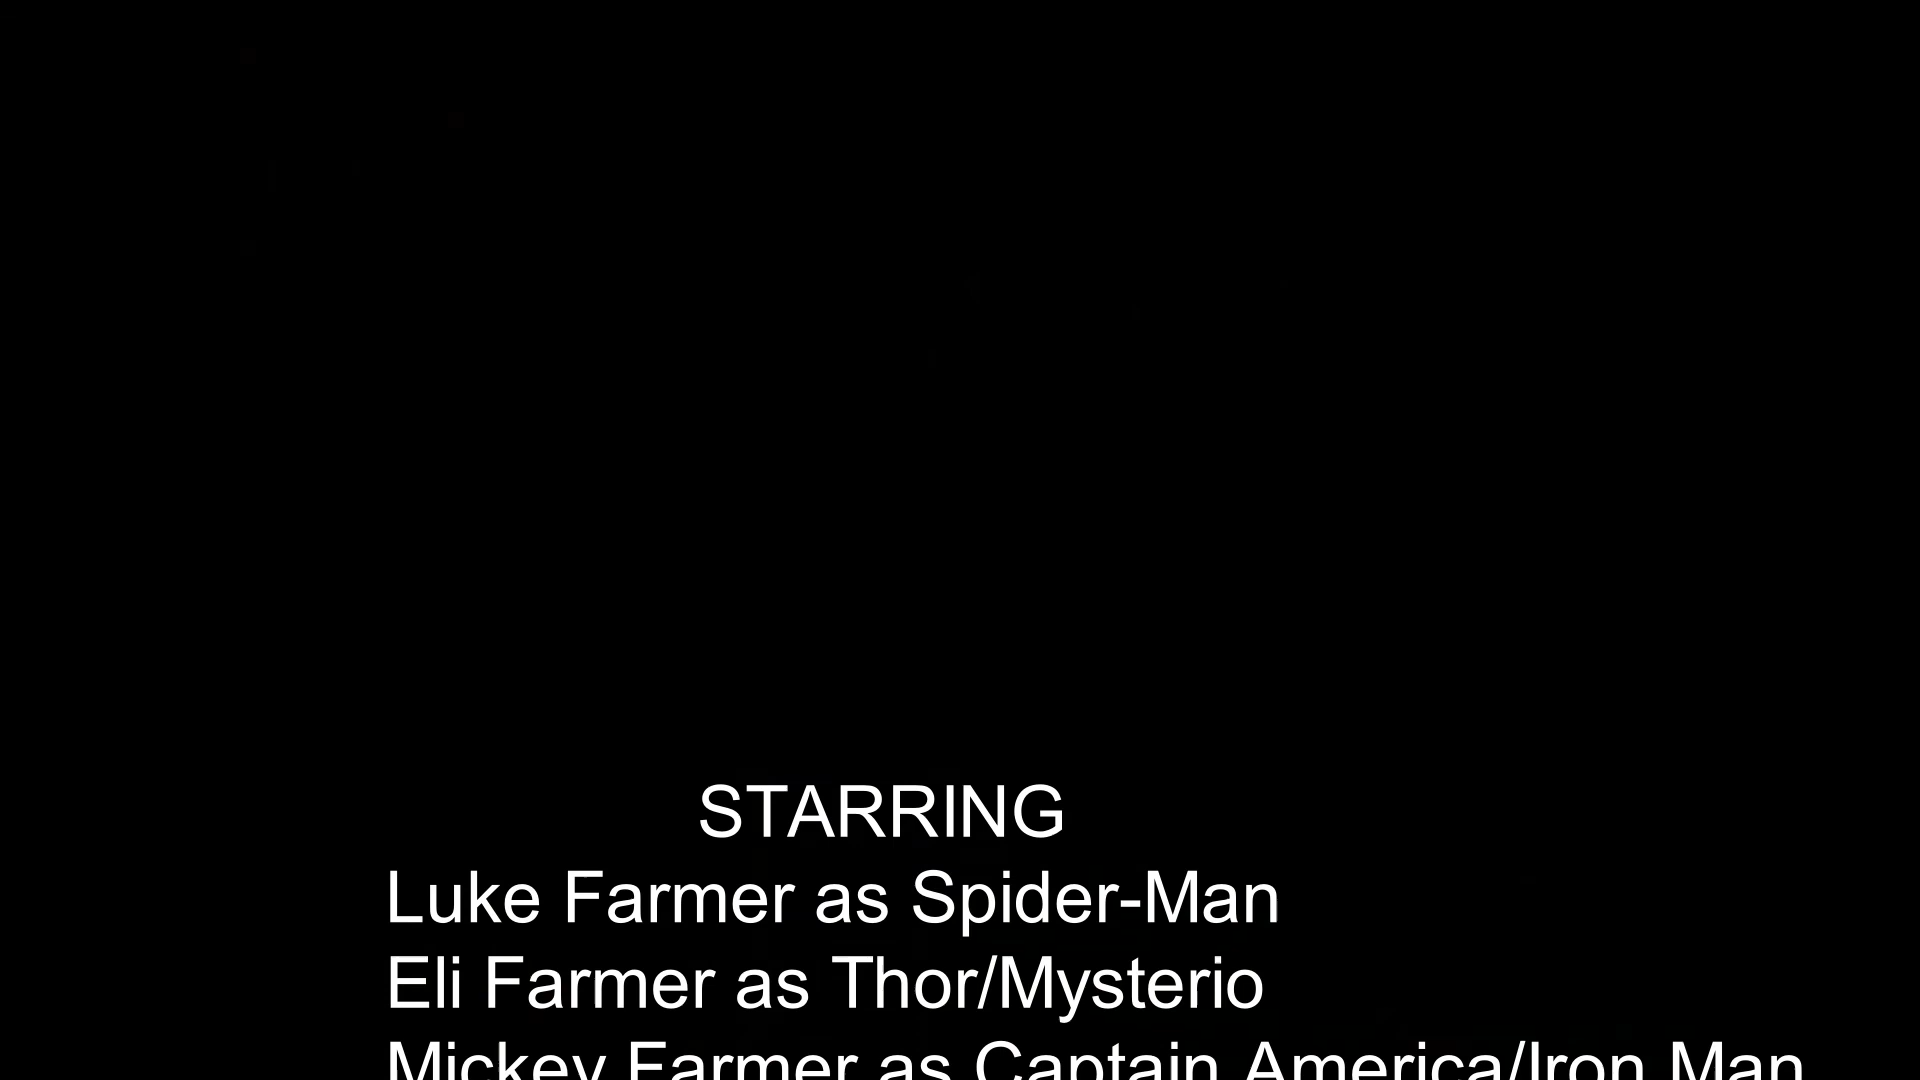 STARRING
Luke Farmer as Spider-Man
Eli Farmer as Thor/Mysterio
Mickey Farmer as Captain America/Iron Man